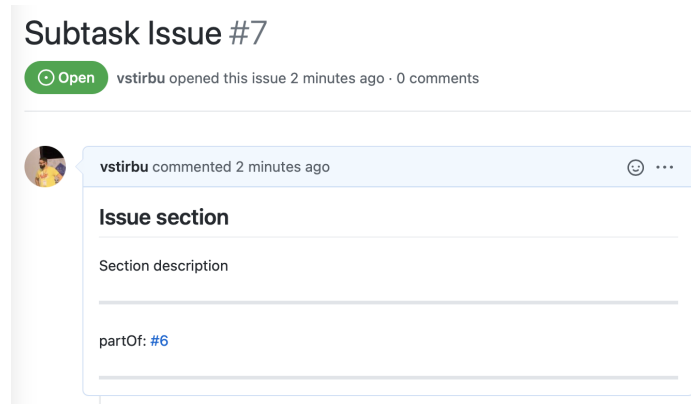 Subtask Issue #7
Open vstirbu opened this issue 2 minutes ago · 0 comments
vstirbu commented 2 minutes ago
Issue section
Section description
partOf: #6